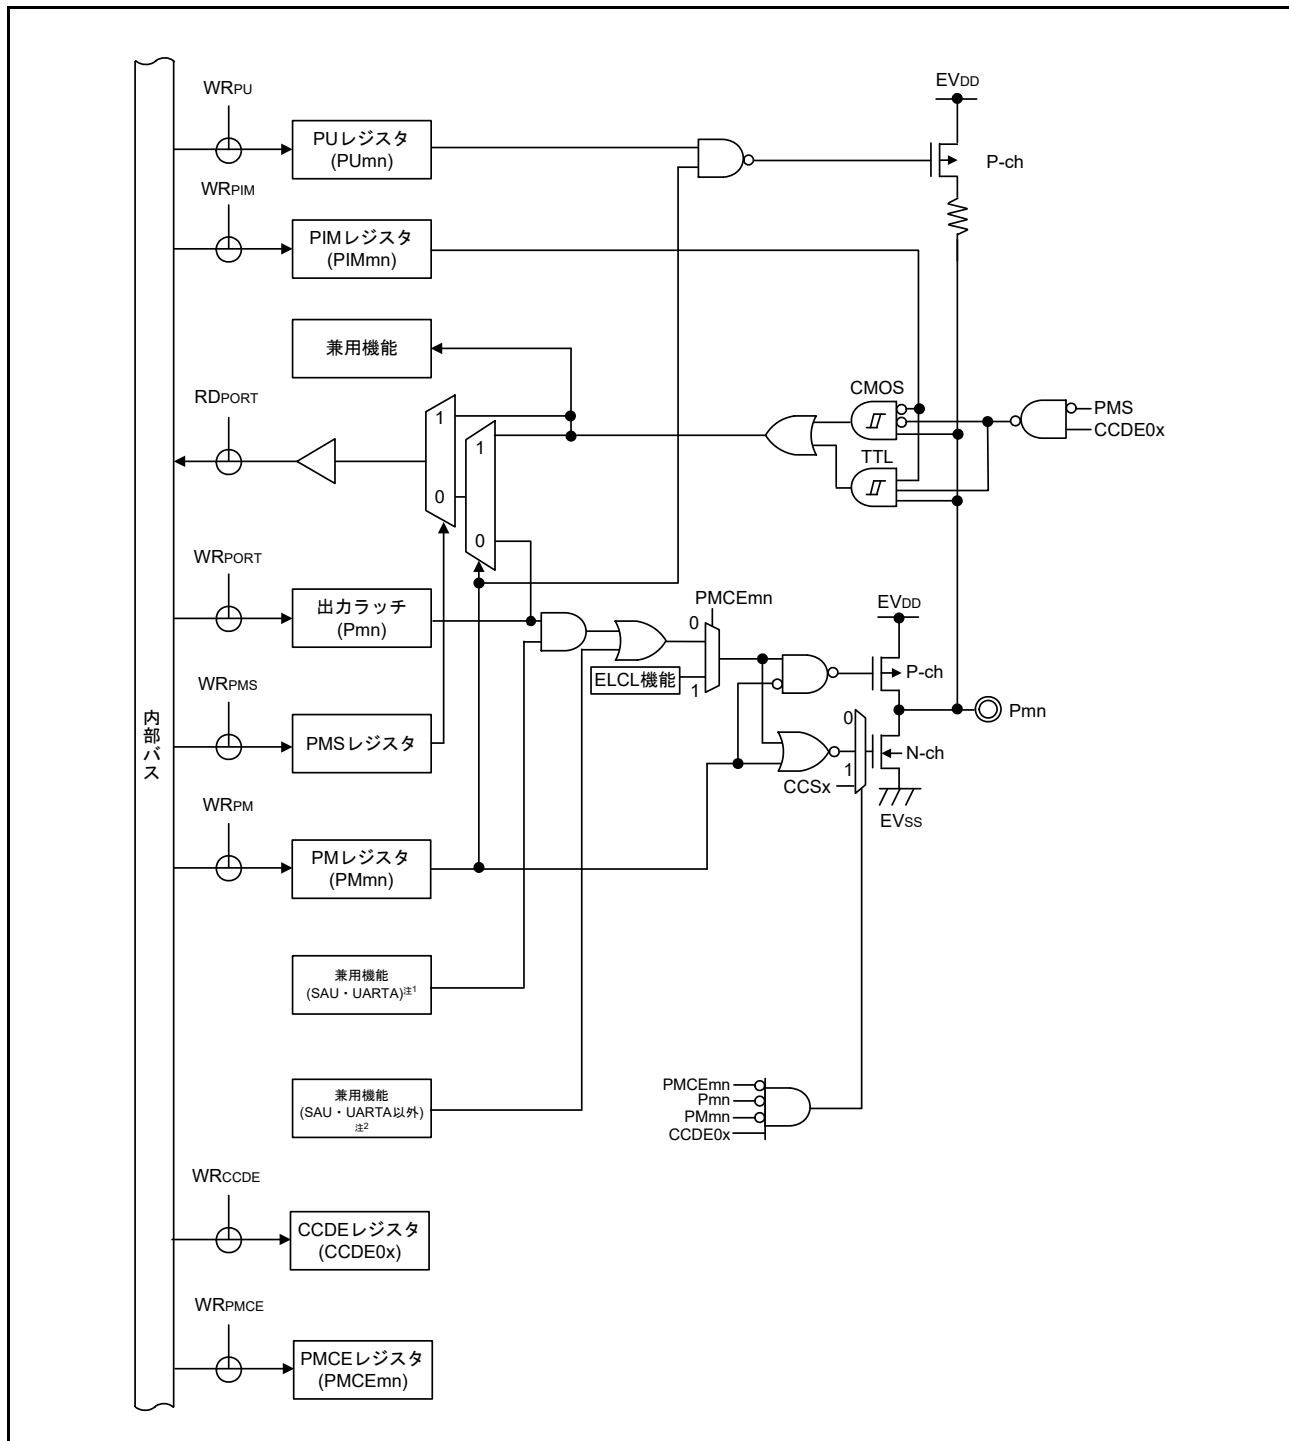 WRPU
EVDD
PUレジスタ
(PUmn)
P-ch
WRPIM
PIMレジスタ
(PIMmn)
兼用機能
CMOS
RDPORT
PMS
CCDE0x
1
1
TTL
0
0
WRPORT
PMCEmn
EVDD
出力ラッチ
(Pmn)
0
ELCL機能
1
P-ch
WRPMS
Pmn
内部バス
PMSレジスタ
0
N-ch
1
CCSx
WRPM
EVSS
PMレジスタ
(PMmn)
兼用機能
(SAU・UARTA)注1
兼用機能
(SAU・UARTA以外)
注2
PMCEmn
Pmn
PMmn
CCDE0x
WRCCDE
CCDEレジスタ
(CCDE0x)
WRPMCE
PMCEレジスタ
(PMCEmn)